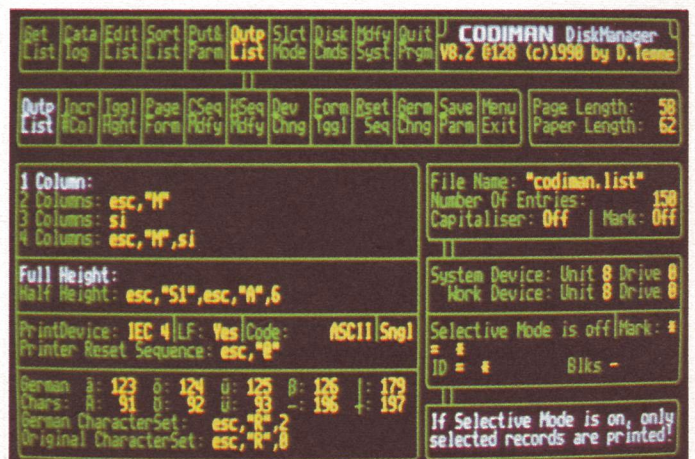 Get Cata Edit Sort Put& Outp Slct Disk Mdfy Quit
List log List List Parm List Mode Cmds Syst Prgm
CODIMAN DiskManager
V8.2 @128 (c)1990 by D.Temme
Outp Incr Toggl Page CSeq HSeq Dev Form Rset Germ Save Menu
List #Col Hght Form Mdfy Mdfy Chng Toggl Seq Chng Parm Exit
Page Length: 58
Paper Length: 62
1 Column:
2 Columns: esc,"M"
3 Columns: si
4 Columns: esc,"M",si
File Name: "codiman.list"
Number Of Entries: 150
Capitaliser: Off Mark: Off
Full Height:
Half Height: esc,"S1",esc,"A",6
System Device: Unit 8 Drive 0
Work Device: Unit 8 Drive 0
PrintDevice: IEC 4 LF: Yes Code: ASCII Sngl
Printer Reset Sequence: esc,"@"
Selective Mode is off Mark: *
= *
ID = * Blks -
German ä: 123 ö: 124 ü: 125 ß: 126 |: 179
Chars: Ä: 91 Ö: 92 Ü: 93 -: 196 +: 197
German CharacterSet: esc,"R",2
Original CharacterSet: esc,"R",0
If Selective Mode is on, only
selected records are printed!